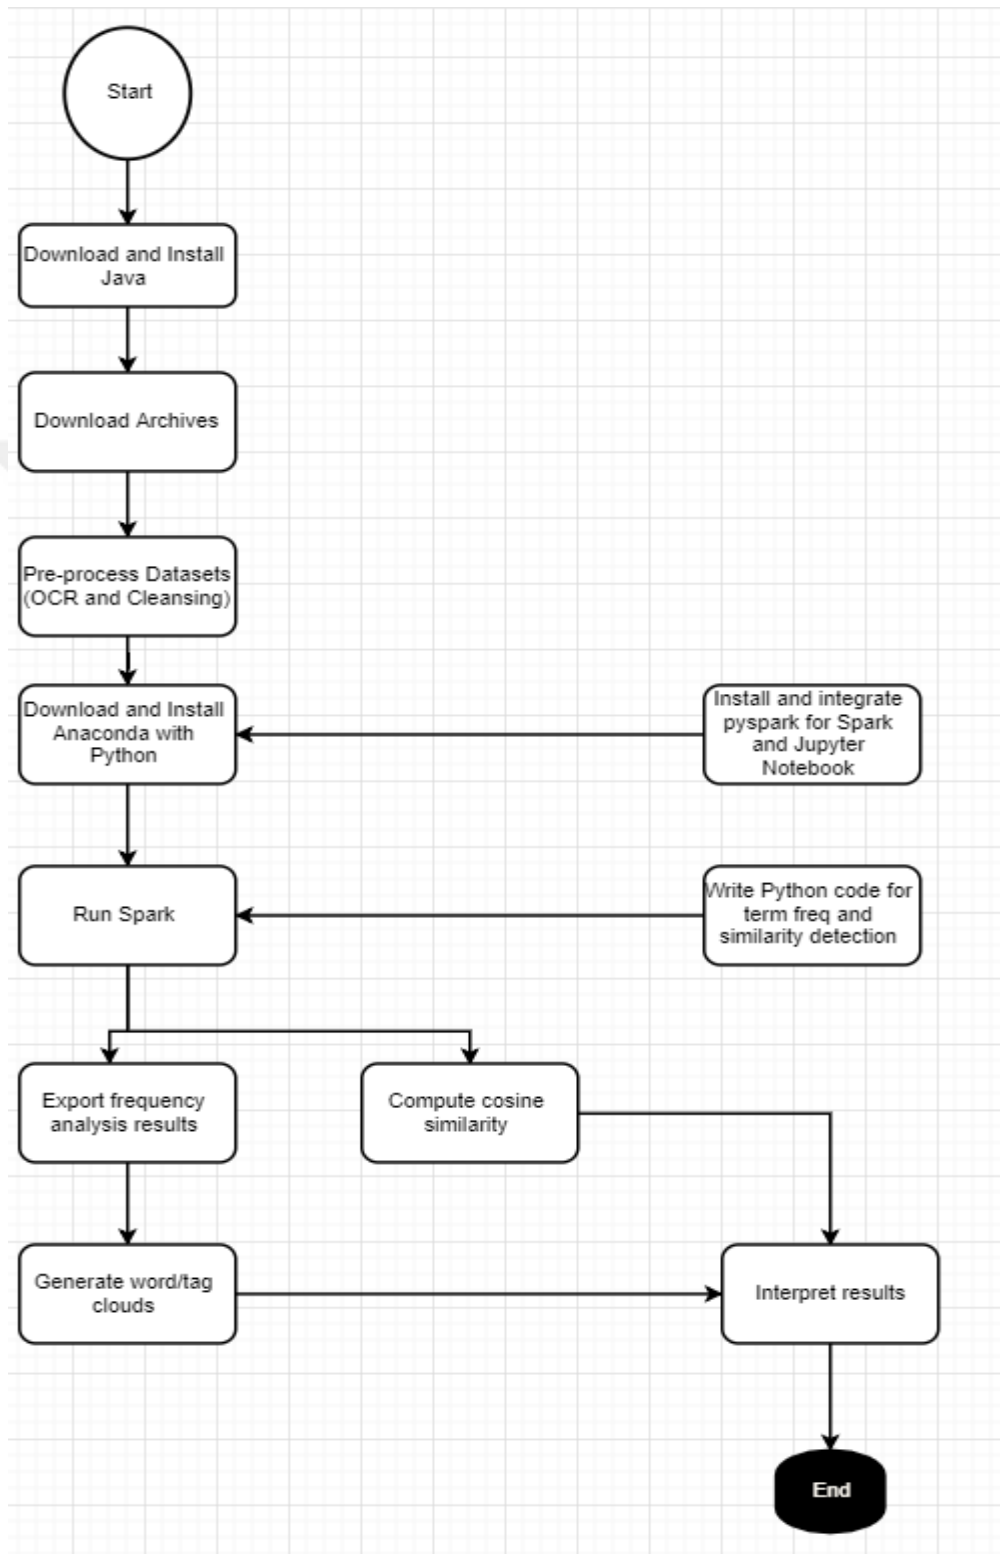 Start
Download and Install
Java
Download Archives
Pre-process Datasets
(OCR and Cleansing)
Download and Install
Anaconda with
Python
Install and integrate
pyspark for Spark
and Jupyter
Notebook
Run Spark
Write Python code for
term freq and
similarity detection
Export frequency
analysis results
Compute cosine
similarity
Generate word/tag
clouds
Interpret results
End